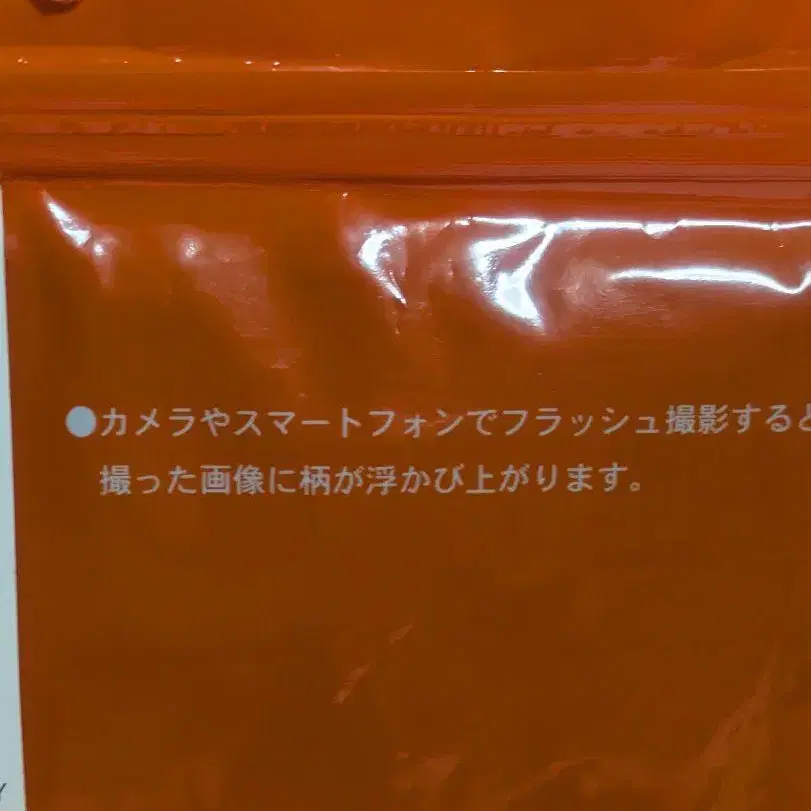 ●カメラやスマートフォンでフラッシュ撮影すると
撮った画像に柄が浮かび上がります。
Y